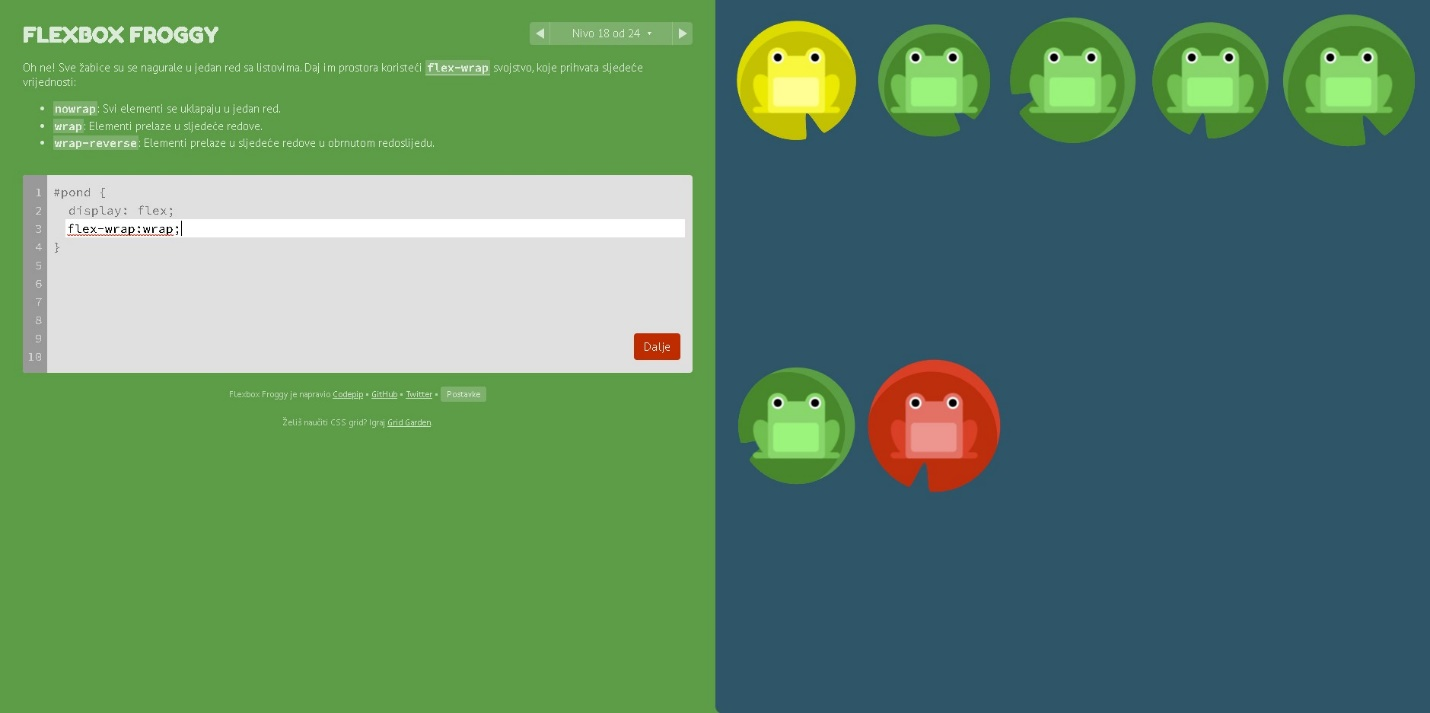 FLEXBOX FROGGY
Nivo 18 od 24
Oh ne! Sve žabice su se nagurale u jedan red sa listovima. Daj im prostora koristeći flex-wrap svojstvo, koje prihvata sljedeće
vrijednosti:
nowrap: Svi elementi se uklapaju u jedan red.
wrap: Elementi prelaze u sljedeće redove.
wrap-reverse: Elementi prelaze u sljedeće redove u obrnutom redoslijedu.
1 #pond {
2 display: flex;
3 flex-wrap:wrap;
4 }
5
6
7
8
9
10
Dalje
Flexbox Froggy je napravio Codepip • GitHub • Twitter • Postavke
Želiš naučiti CSS grid? Igraj Grid Garden